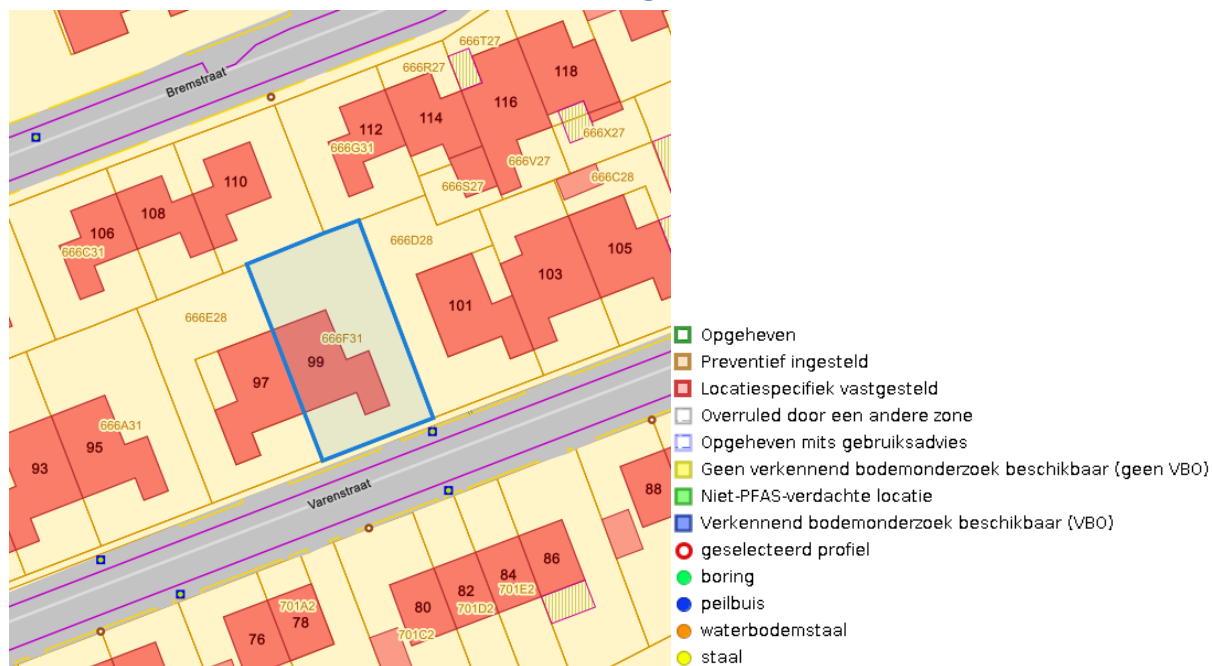 Bremstraat
666T27
118
666R27
116
114
112
666X27
666G31
666V27
110
666S27
666C28
108
106
666D28
105
666C31
103
101
666E28
666F31
99
97
666A31
95
93
Varenstraat
88
86
84
701E2
82
701D2
80
701A2
78
76
701C2
Opgeheven
Preventief ingesteld
Locatiespecifiek vastgesteld
Overruled door een andere zone
Opgeheven mits gebruiksadvies
Geen verkennend bodemonderzoek beschikbaar (geen VBO)
Niet-PFAS-verdachte locatie
Verkennend bodemonderzoek beschikbaar (VBO)
geselecteerd profiel
boring
peilbuis
waterbodemstaal
staal